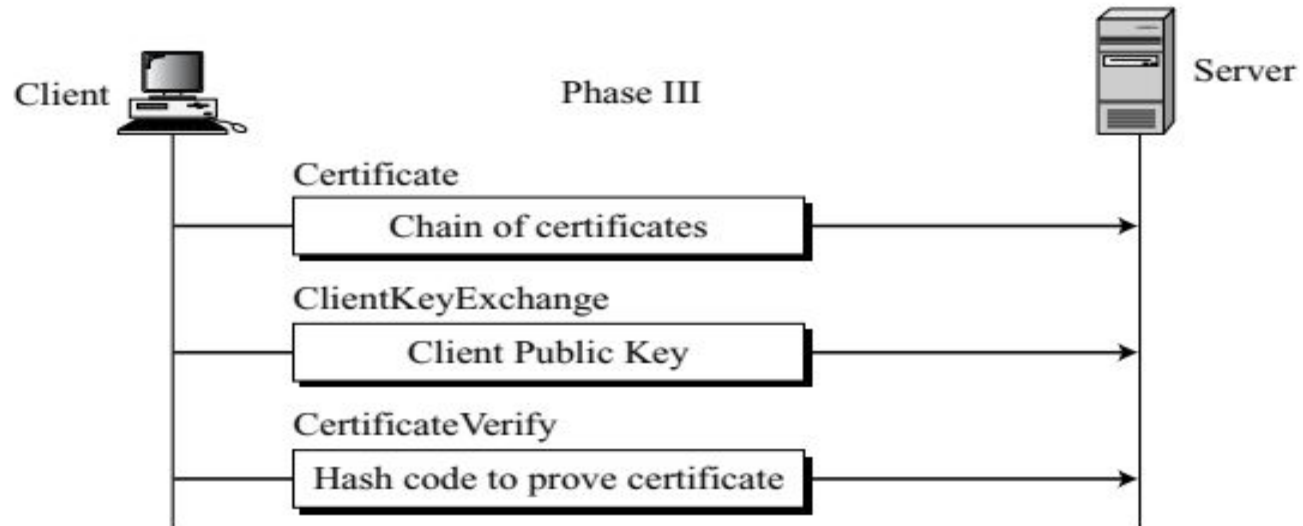 Client
Phase III
Server
Certificate
Chain of certificates
ClientKeyExchange
Client Public Key
CertificateVerify
Hash code to prove certificate